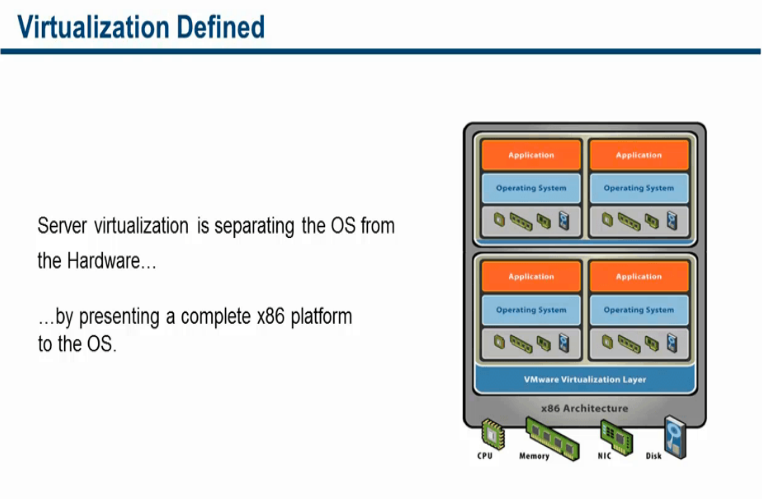 Virtualization Defined
Server virtualization is separating the OS from
the Hardware...
...by presenting a complete x86 platform
to the OS.
Application Application
Operating System Operating System
Application Application
Operating System Operating System
VMware Virtualization Layer
x86 Architecture
CPU Memory NIC Disk